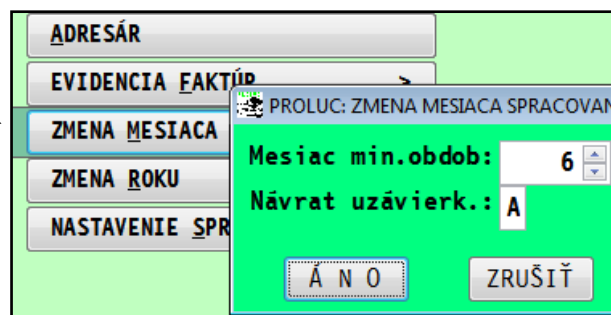 ADRESÁR
EVIDENCIA FAKTÚR >
ZMENA MESIACA
ZMENA ROKU
NASTAVENIE SPR
PROLUC: ZMENA MESIACA SPRACOVAN
Mesiac min.obdob: 6
Návrat uzávierk.: A
Á N O ZRUŠIŤ